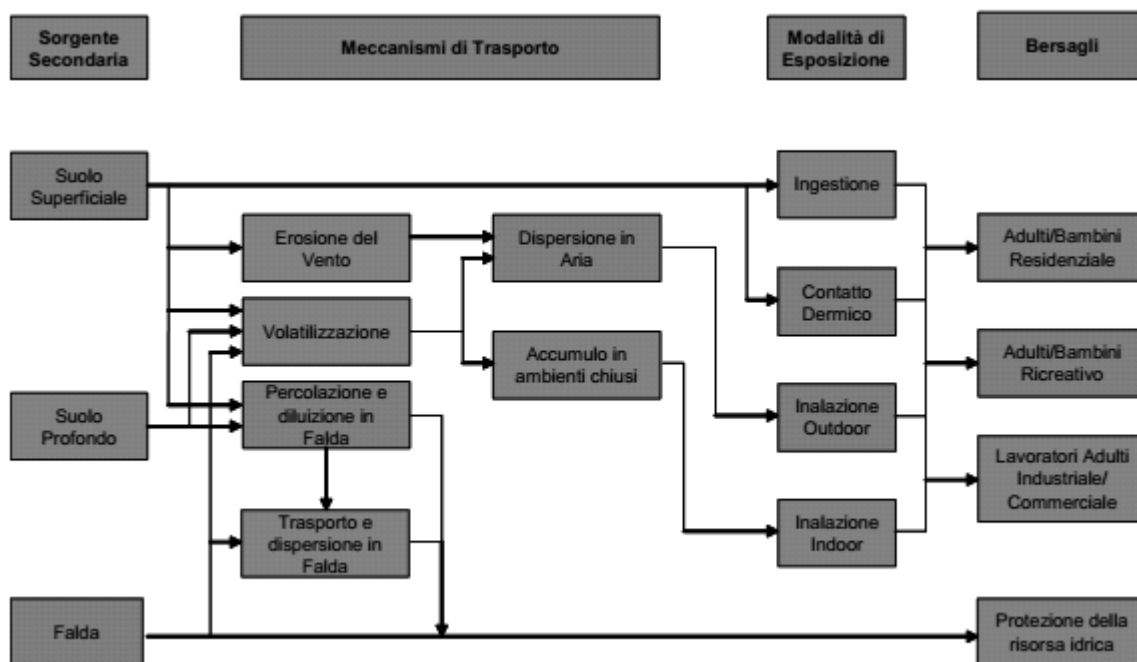 Sorgente
Secondaria
Meccanismi di Trasporto
Modalità di
Esposizione
Bersagli
Suolo
Superficiale
Ingestione
Erosione del
Vento
Dispersione in
Aria
Adulti/Bambini
Residenziale
Volatilizzazione
Contatto
Dermico
Accumulo in
ambienti chiusi
Adulti/Bambini
Ricreativo
Suolo
Profondo
Percolazione e
diluizione in
Falda
Inalazione
Outdoor
Lavoratori Adulti
Industriale/
Commerciale
Trasporto e
dispersione in
Falda
Inalazione
Indoor
Falda
Protezione della
risorsa idrica